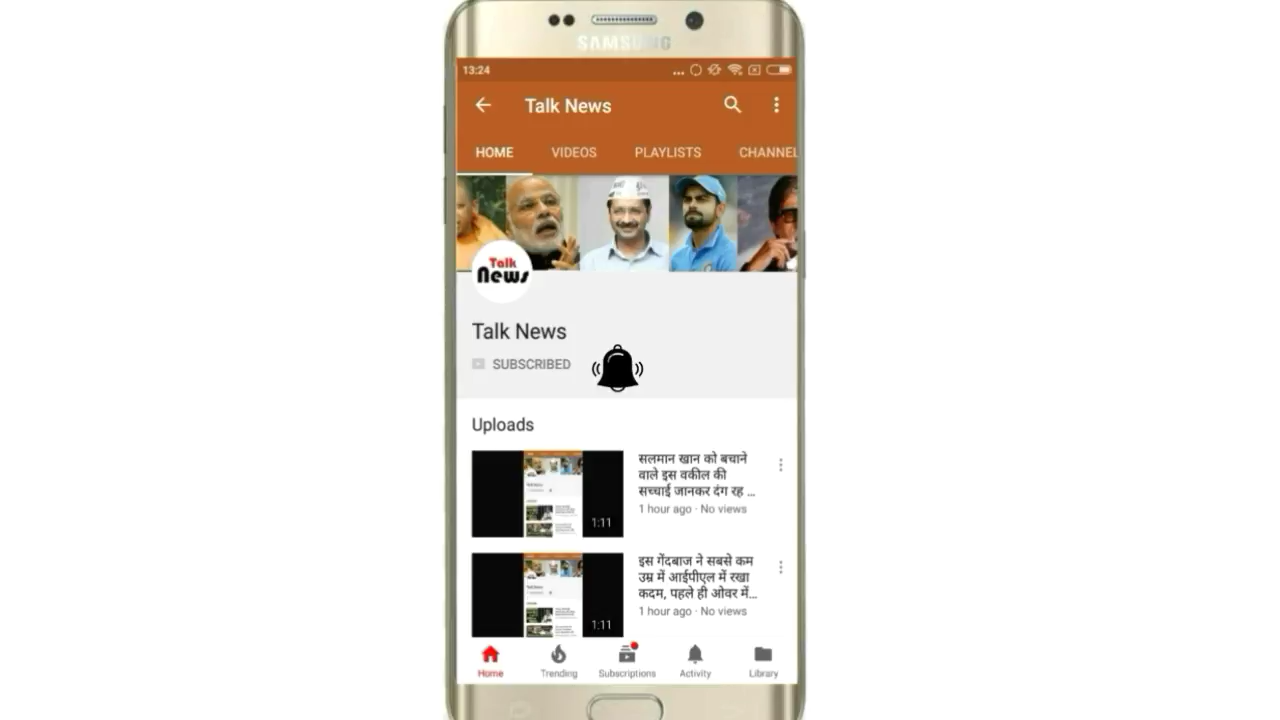 SAMSUNG
13:24
Talk News
HOME VIDEOS PLAYLISTS CHANNEL
Talk
News
Talk News
SUBSCRIBED
Uploads
सलमान खान को बचाने
वाले इस वकील की
सच्चाई जानकर दंग रह ...
1 hour ago · No views
1:11
इस गेंदबाज ने सबसे कम
उम्र में आईपीएल में रखा
कदम, पहले ही ओवर में...
1 hour ago · No views
1:11
Home Trending Subscriptions Activity Library